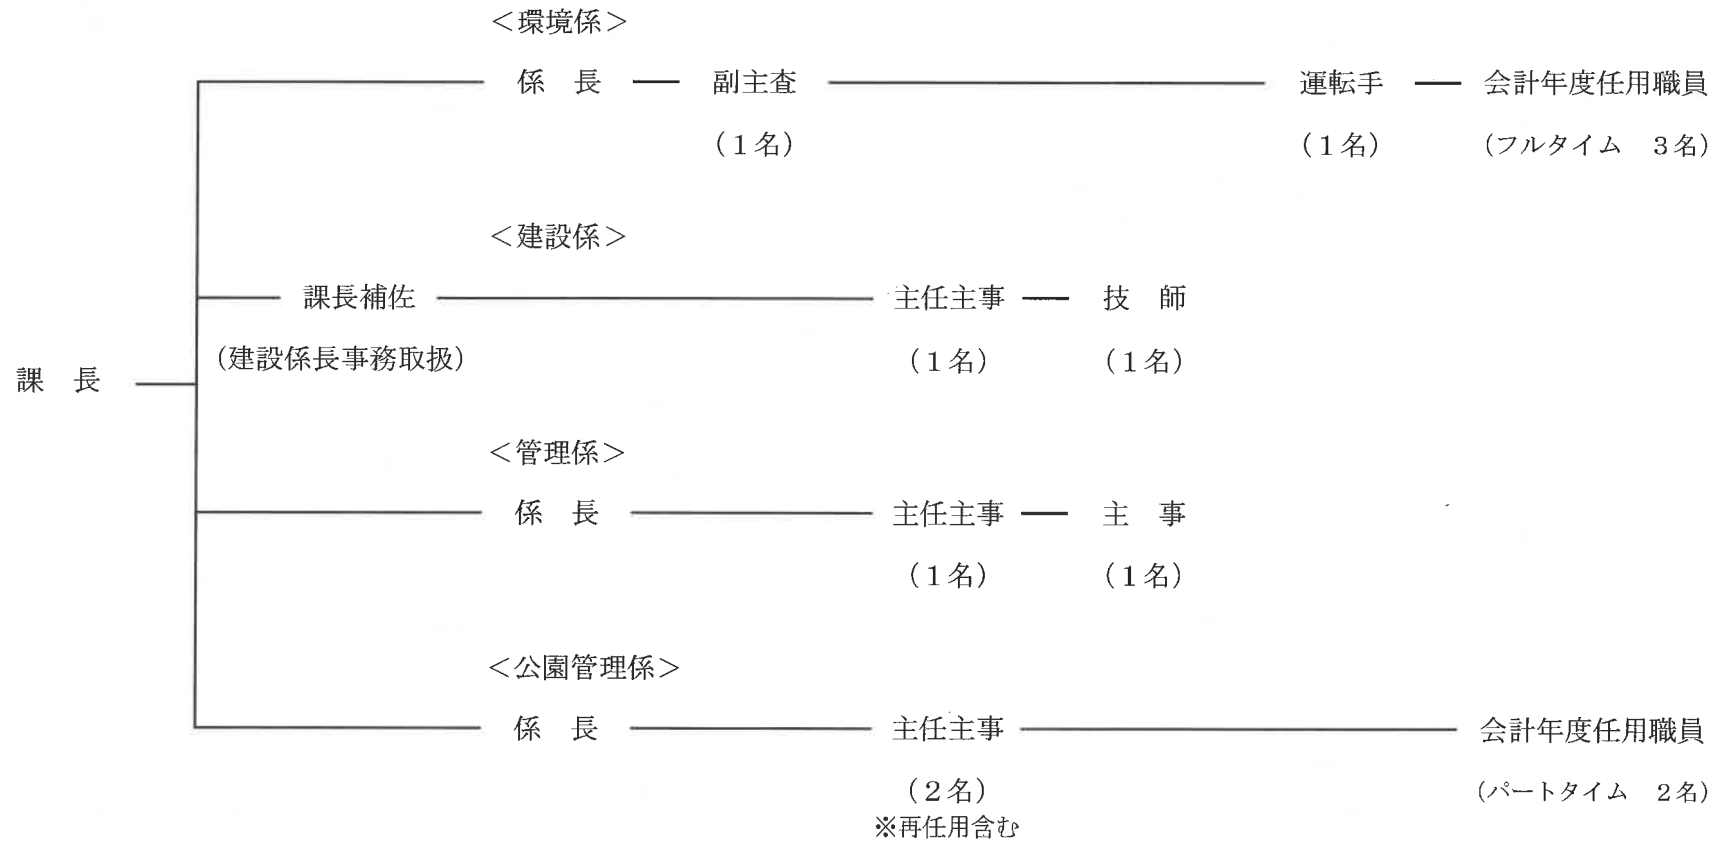 ＜環境係＞
係　長　副主査　運転手　会計年度任用職員
（１名）　（１名）　（フルタイム　３名）
＜建設係＞
課長補佐　主任主事　技　師
（建設係長事務取扱）　（１名）　（１名）
課　長
＜管理係＞
係　長　主任主事　主　事
（１名）　（１名）
＜公園管理係＞
係　長　主任主事　会計年度任用職員
（２名）　（パートタイム　２名）
※再任用含む